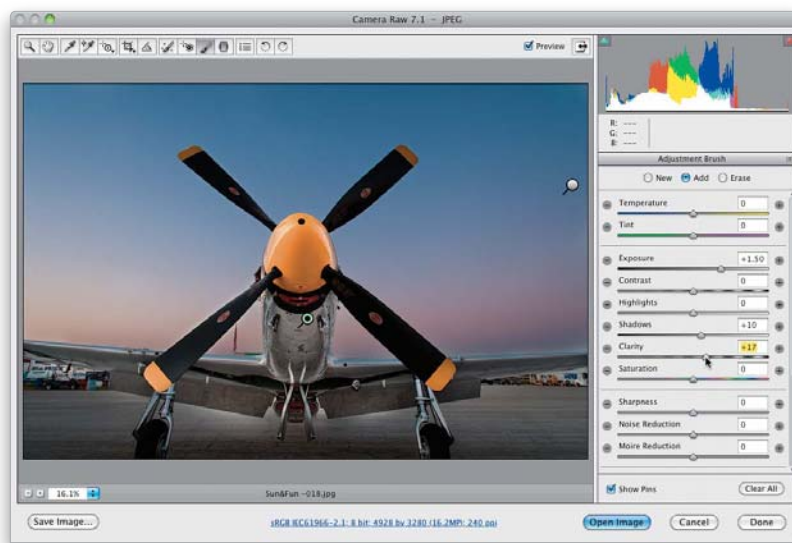 Camera Raw 7.1 – JPEG
Preview
R: ---
G: ---
B: ---
Adjustment Brush
New Add Erase
Temperature 0
Tint 0
Exposure +1.50
Contrast 0
Highlights 0
Shadows +10
Clarity +17
Saturation 0
Sharpness 0
Noise Reduction 0
Moire Reduction 0
Show Pins Clear All
16.1% Sun&Fun -018.jpg
Save Image... sRGB IEC61966-2.1; 8 bit; 4928 by 3280 (16.2MP); 240 ppi Open Image Cancel Done